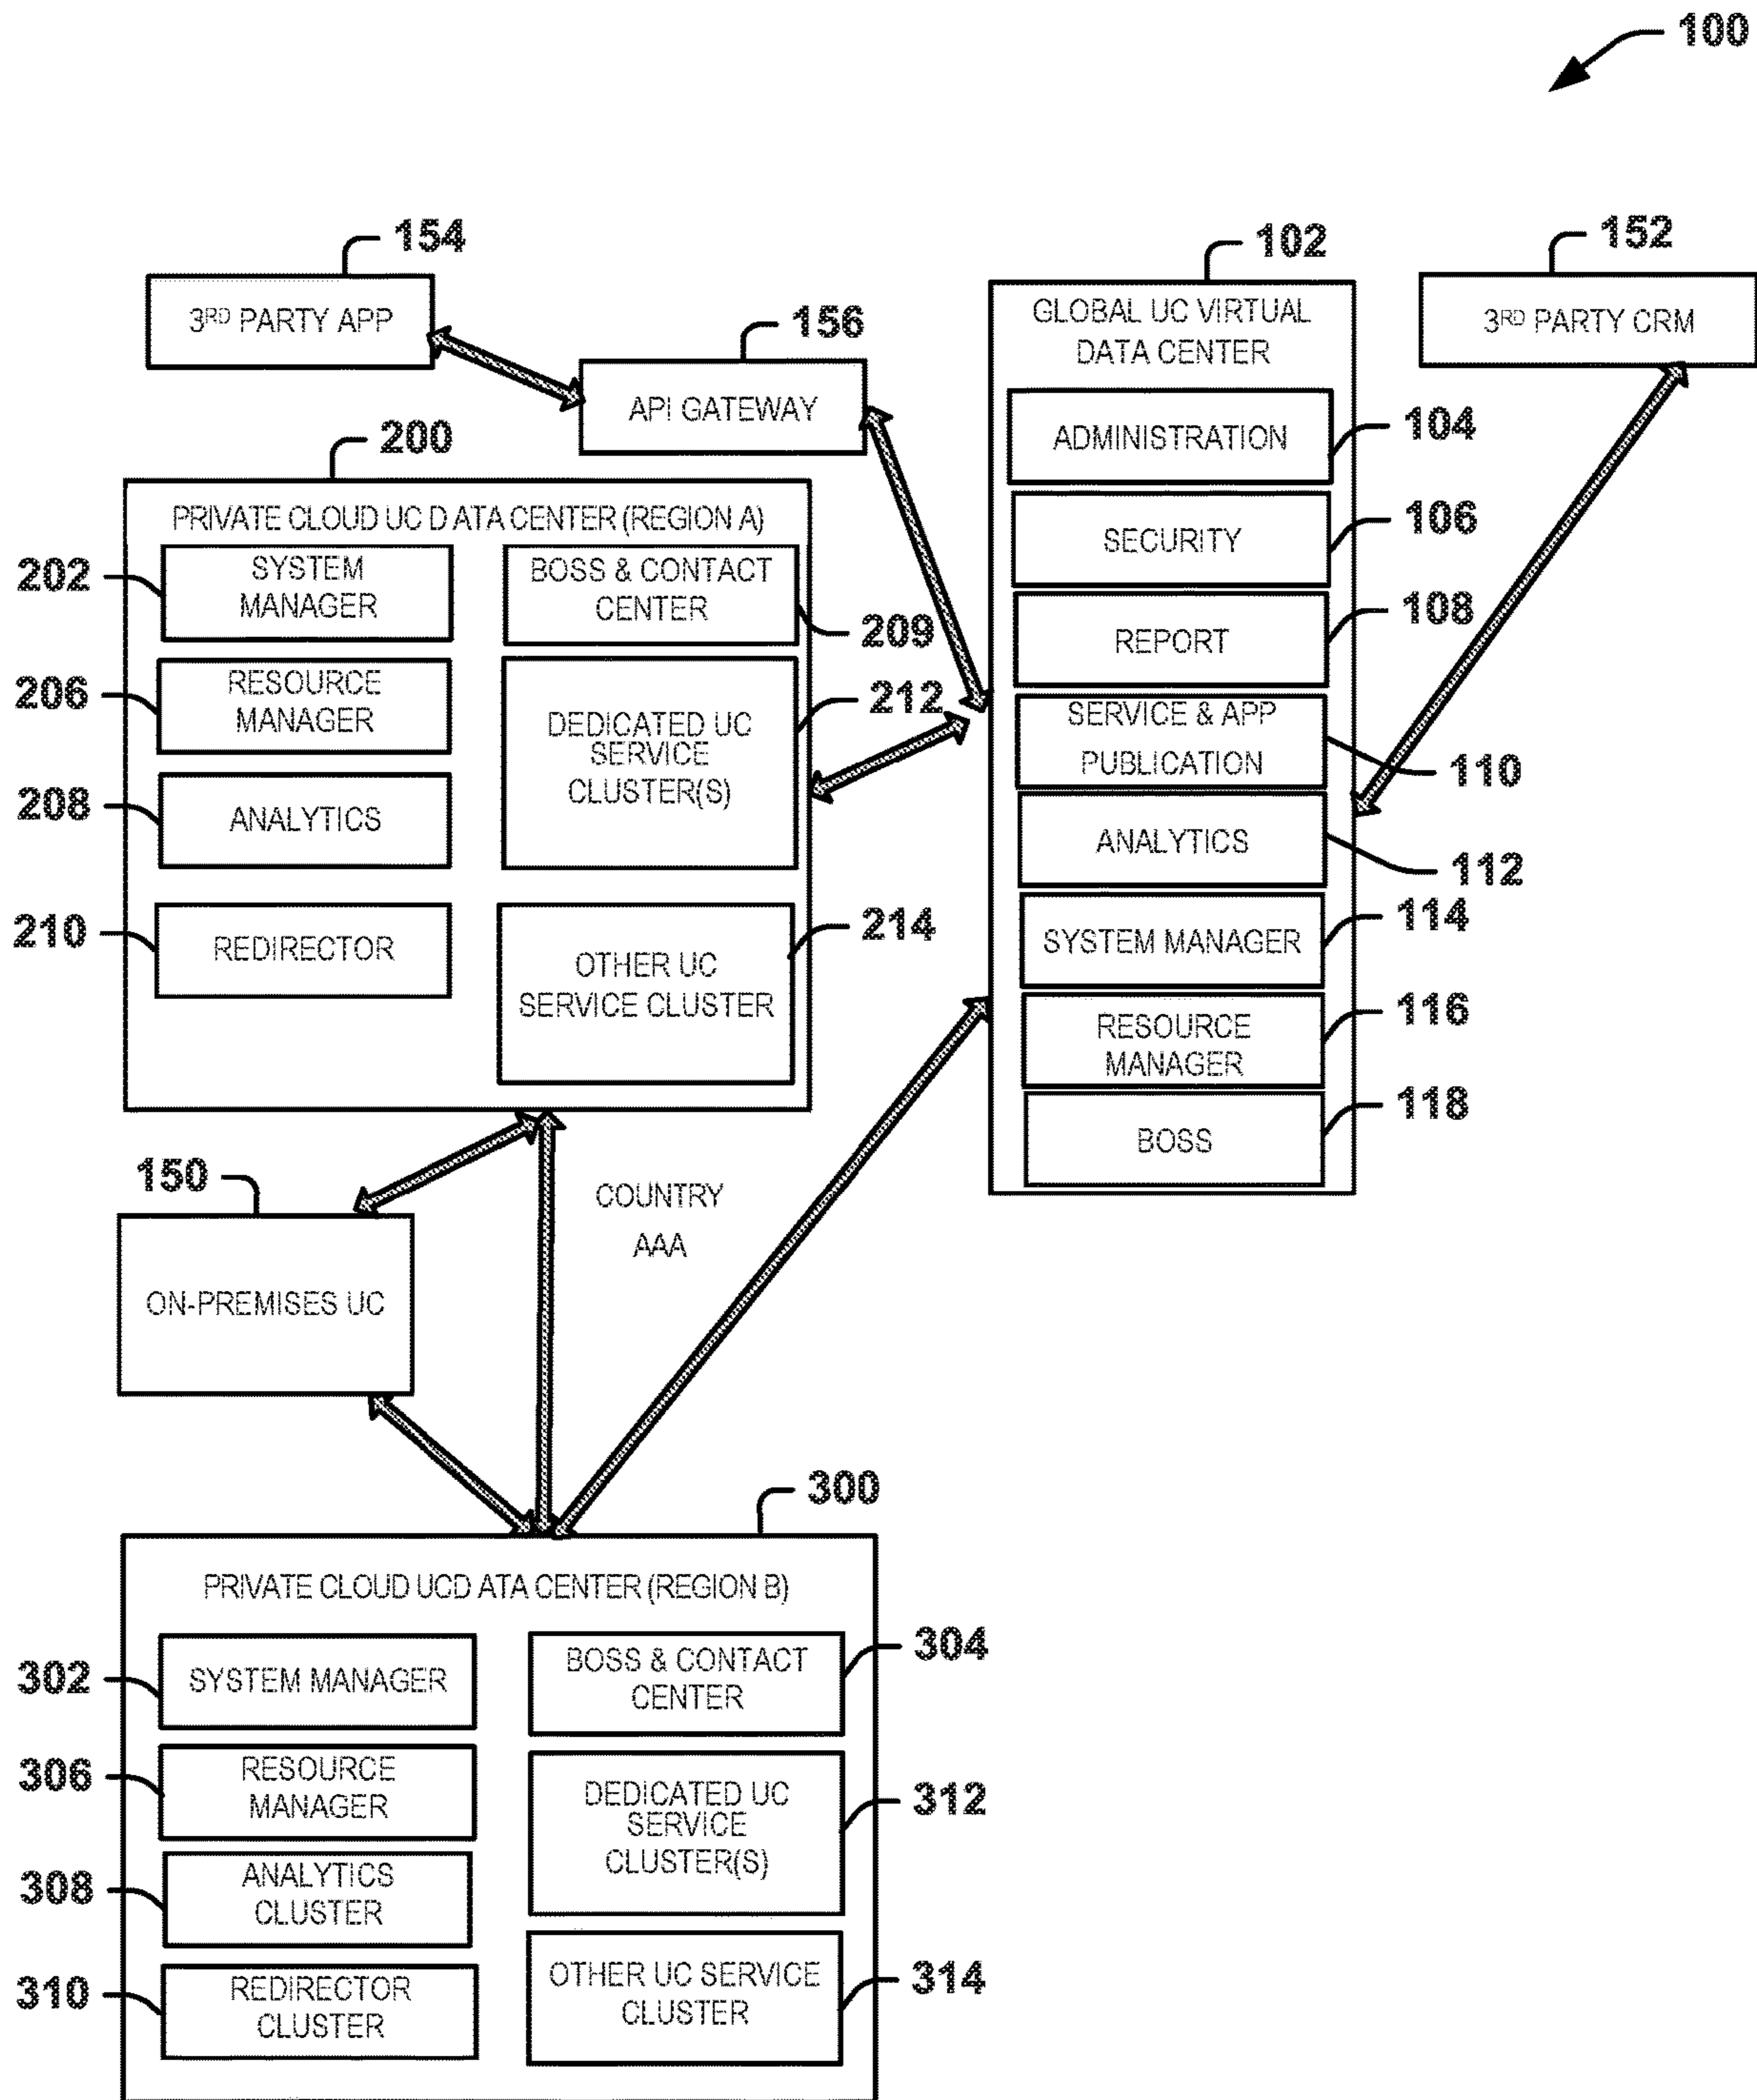 100
154
3RD PARTY APP
156
API GATEWAY
102
GLOBAL UC VIRTUAL
DATA CENTER
152
3RD PARTY CRM
ADMINISTRATION
104
SECURITY
106
REPORT
108
SERVICE & APP
PUBLICATION
110
ANALYTICS
112
SYSTEM MANAGER
114
RESOURCE
MANAGER
116
BOSS
118
200
PRIVATE CLOUD UC D ATA CENTER (REGION A)
202
SYSTEM
MANAGER
BOSS & CONTACT
CENTER
209
206
RESOURCE
MANAGER
DEDICATED UC
SERVICE
CLUSTER(S)
212
208
ANALYTICS
210
REDIRECTOR
OTHER UC
SERVICE CLUSTER
214
150
ON-PREMISES UC
COUNTRY
AAA
300
PRIVATE CLOUD UCD ATA CENTER (REGION B)
302
SYSTEM MANAGER
BOSS & CONTACT
CENTER
304
306
RESOURCE
MANAGER
DEDICATED UC
SERVICE
CLUSTER(S)
312
308
ANALYTICS
CLUSTER
310
REDIRECTOR
CLUSTER
OTHER UC SERVICE
CLUSTER
314